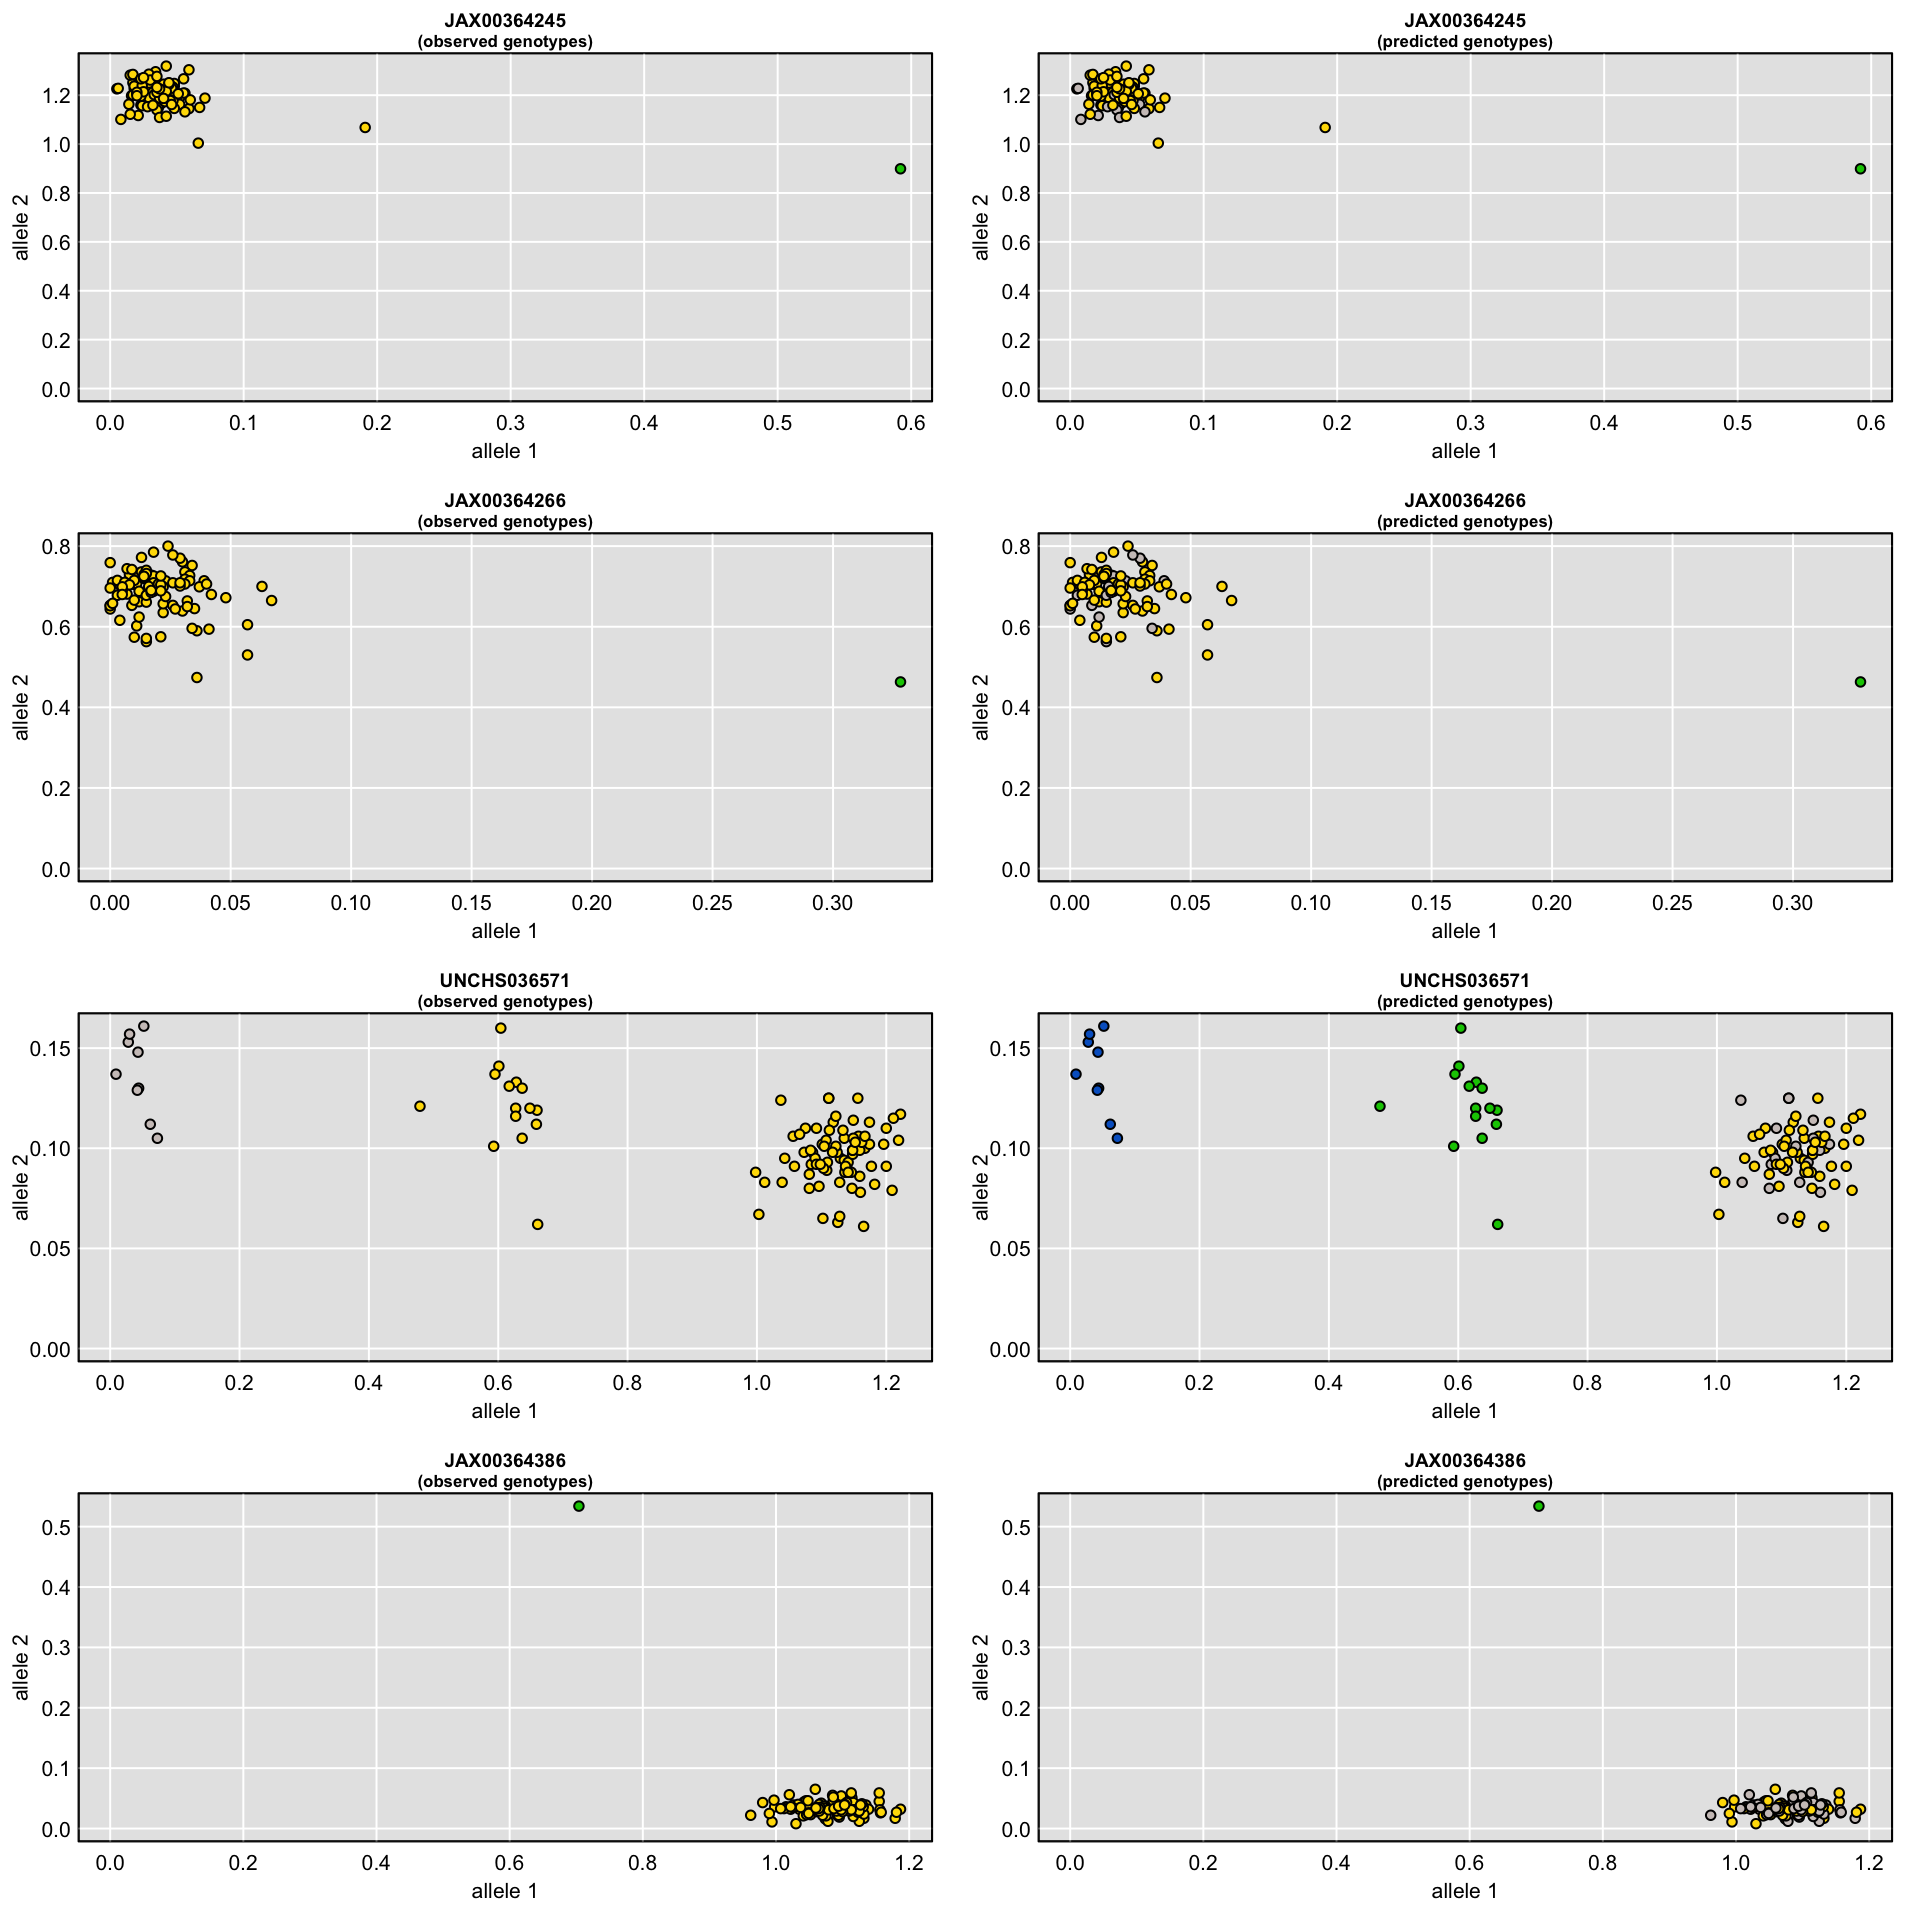 JAX00364245
(observed genotypes)
allele 2
1.2
1.0
0.8
0.6
0.4
0.2
0.0
0.0 0.1 0.2 0.3 0.4 0.5 0.6
allele 1
JAX00364245
(predicted genotypes)
allele 2
1.2
1.0
0.8
0.6
0.4
0.2
0.0
0.0 0.1 0.2 0.3 0.4 0.5 0.6
allele 1
JAX00364266
(observed genotypes)
allele 2
0.8
0.6
0.4
0.2
0.0
0.00 0.05 0.10 0.15 0.20 0.25 0.30
allele 1
JAX00364266
(predicted genotypes)
allele 2
0.8
0.6
0.4
0.2
0.0
0.00 0.05 0.10 0.15 0.20 0.25 0.30
allele 1
UNCHS036571
(observed genotypes)
allele 2
0.15
0.10
0.05
0.00
0.0 0.2 0.4 0.6 0.8 1.0 1.2
allele 1
UNCHS036571
(predicted genotypes)
allele 2
0.15
0.10
0.05
0.00
0.0 0.2 0.4 0.6 0.8 1.0 1.2
allele 1
JAX00364386
(observed genotypes)
allele 2
0.5
0.4
0.3
0.2
0.1
0.0
0.0 0.2 0.4 0.6 0.8 1.0 1.2
allele 1
JAX00364386
(predicted genotypes)
allele 2
0.5
0.4
0.3
0.2
0.1
0.0
0.0 0.2 0.4 0.6 0.8 1.0 1.2
allele 1